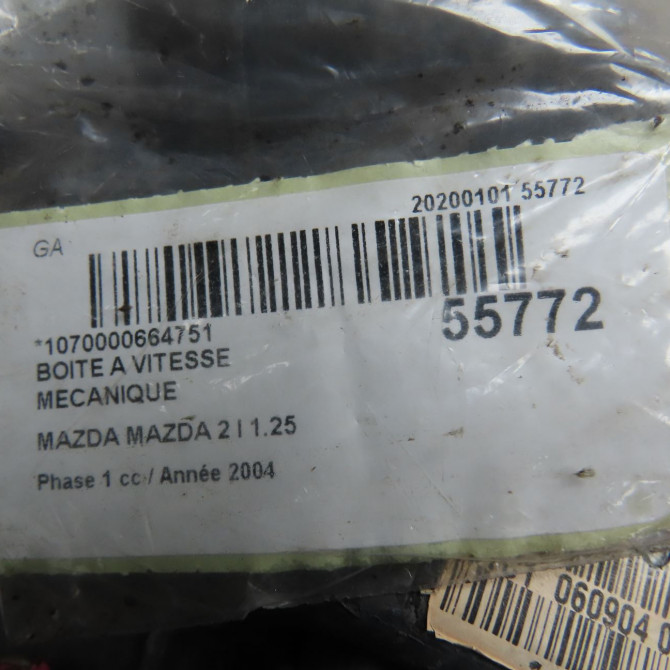 20200101 55772
GA
55772
*1070000664751
BOITE A VITESSE
MECANIQUE
MAZDA MAZDA 2 I 1.25
Phase 1 cc / Année 2004
060904